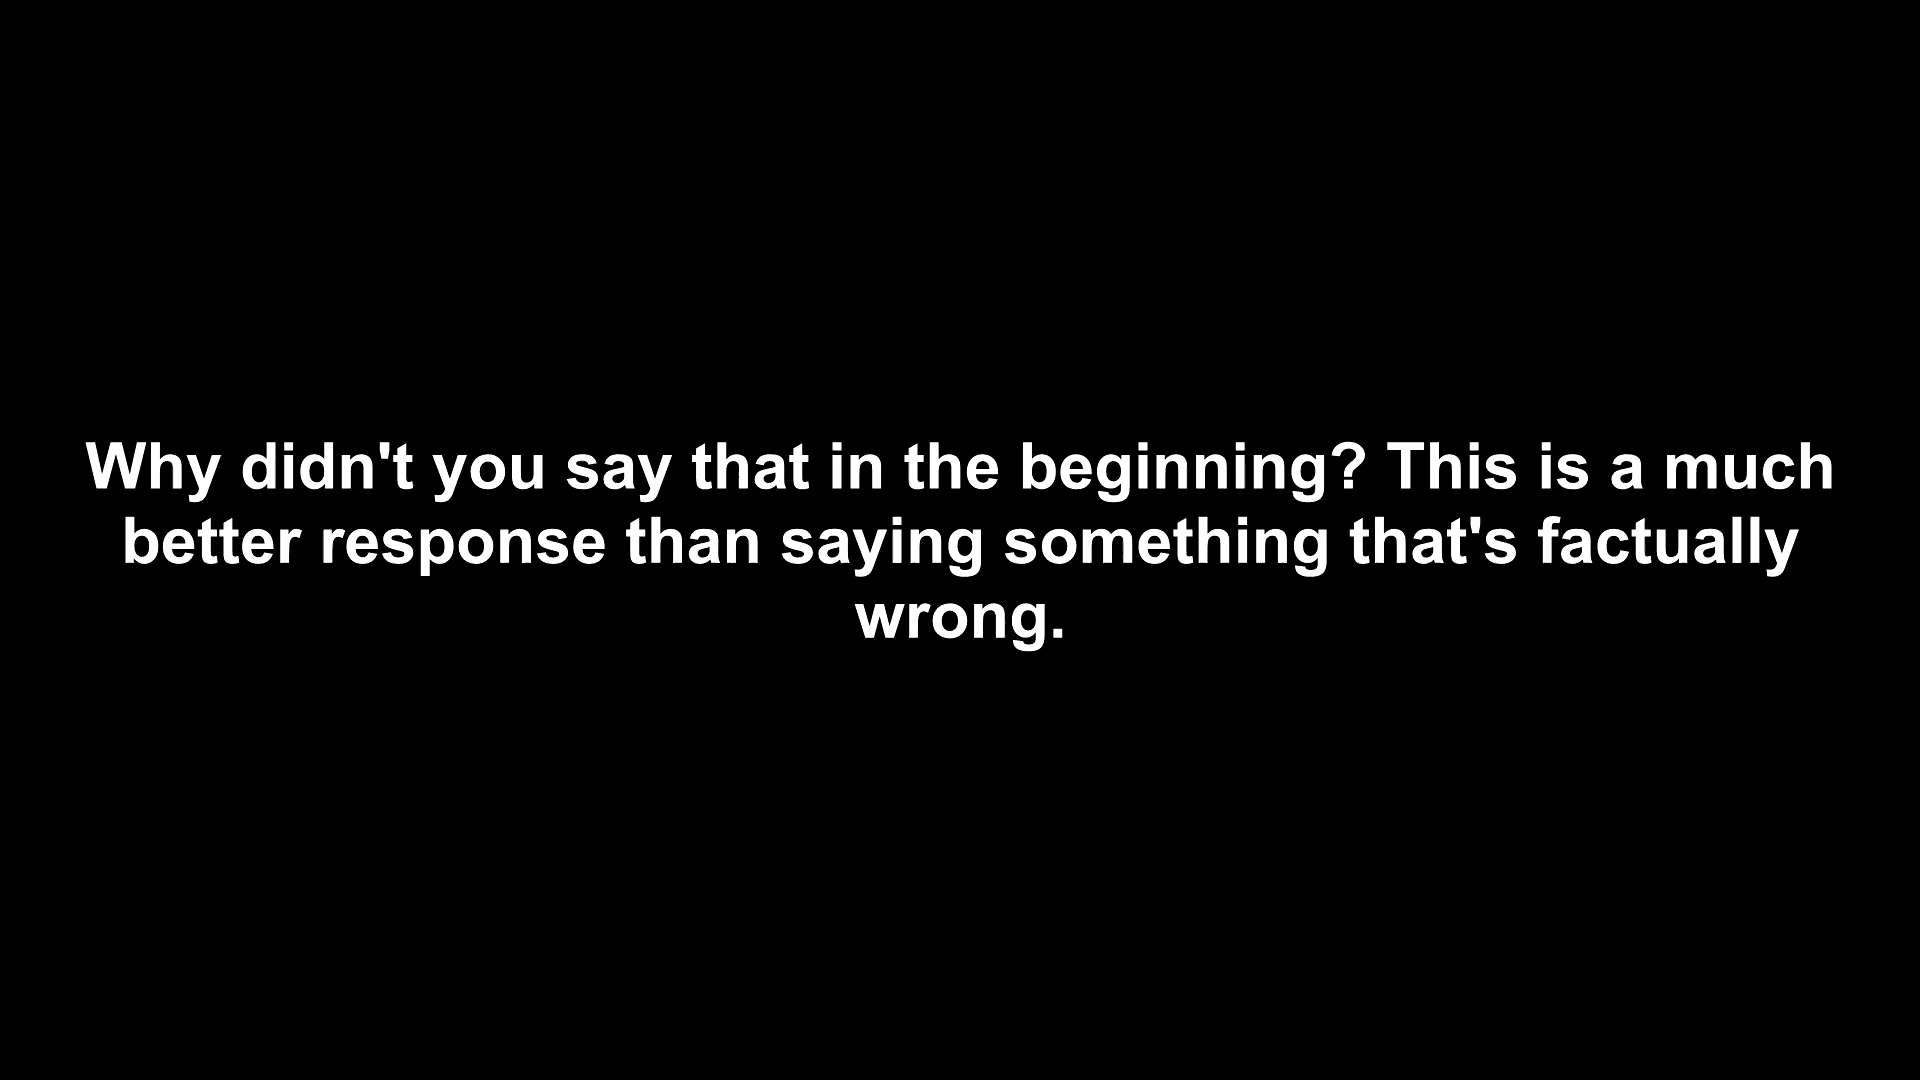 Why didn't you say that in the beginning? This is a much
better response than saying something that's factually
wrong.